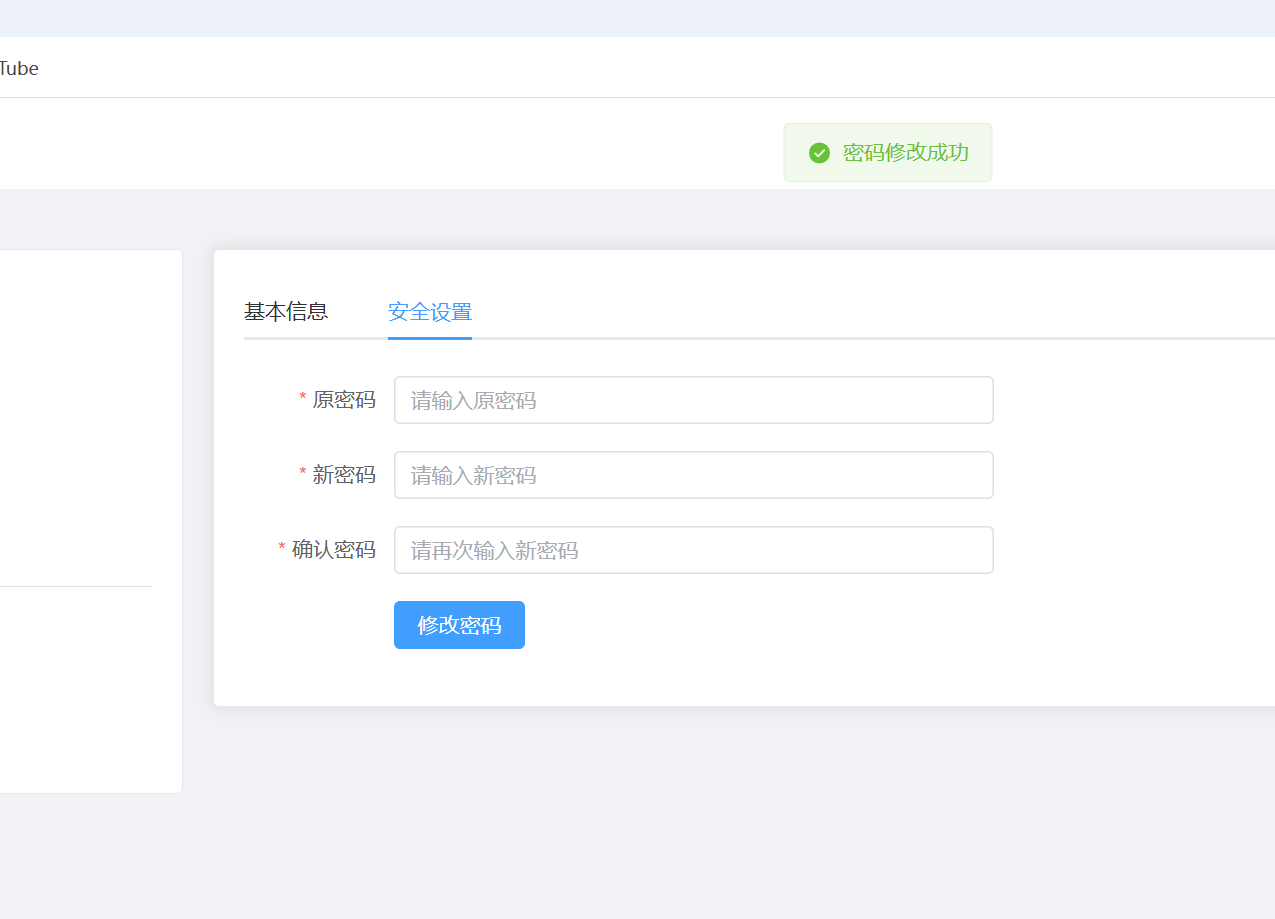 Tube
密码修改成功
基本信息 安全设置
* 原密码 请输入原密码
* 新密码 请输入新密码
* 确认密码 请再次输入新密码
修改密码